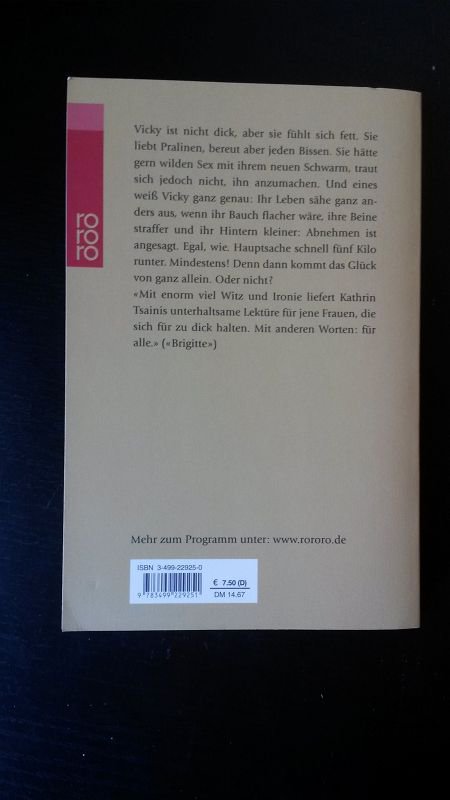 Vicky ist nicht dick, aber sie fühlt sich fett. Sie
liebt Pralinen, bereut aber jeden Bissen. Sie hätte
gern wilden Sex mit ihrem neuen Schwarm, traut
sich jedoch nicht, ihn anzumachen. Und eines
weiß Vicky ganz genau: Ihr Leben sähe ganz an-
ders aus, wenn ihr Bauch flacher wäre, ihre Beine
straffer und ihr Hintern kleiner: Abnehmen ist
angesagt. Egal, wie. Hauptsache schnell fünf Kilo
runter. Mindestens! Denn dann kommt das Glück
von ganz allein. Oder nicht?
«Mit enorm viel Witz und Ironie liefert Kathrin
Tsainis unterhaltsame Lektüre für jene Frauen, die
sich für zu dick halten. Mit anderen Worten: für
alle.» («Brigitte»)
ro
ro
ro
Mehr zum Programm unter: www.rororo.de
ISBN 3-499-22925-0
€ 7.50 (D)
DM 14.67
9 783499 229251